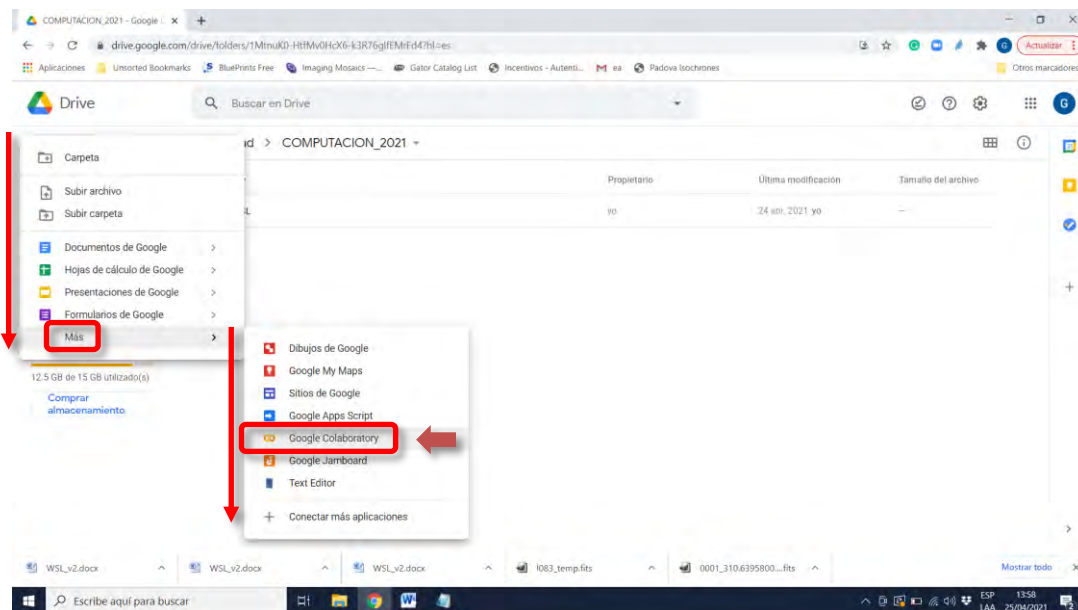 COMPUTACION_2021 - Google
drive.google.com/drive/folders/
Actualizar
Aplicaciones Unsorted Bookmarks BluePrints Free Imaging Mosaics —... Gator Catalog List Incentivos - Autenti... ea Padova Isochrones Otros marcadores
Drive
Buscar en Drive
G
ad > COMPUTACION_2021
Carpeta
Subir archivo
Subir carpeta
Documentos de Google
Hojas de cálculo de Google
Presentaciones de Google
Formularios de Google
Más
Propietario Última modificación Tamaño del archivo
SL yo 24 abr. 2021 yo —
Dibujos de Google
Google My Maps
Sitios de Google
Google Apps Script
Google Colaboratory
Google Jamboard
Text Editor
Conectar más aplicaciones
12.5 GB de 15 GB utilizado(s)
Comprar
almacenamiento
WSL_v2.docx WSL_v2.docx WSL_v2.docx l083_temp.fits 0001_310.6395800....fits Mostrar todo
Escribe aquí para buscar
ESP 13:58
LAA 25/04/2021